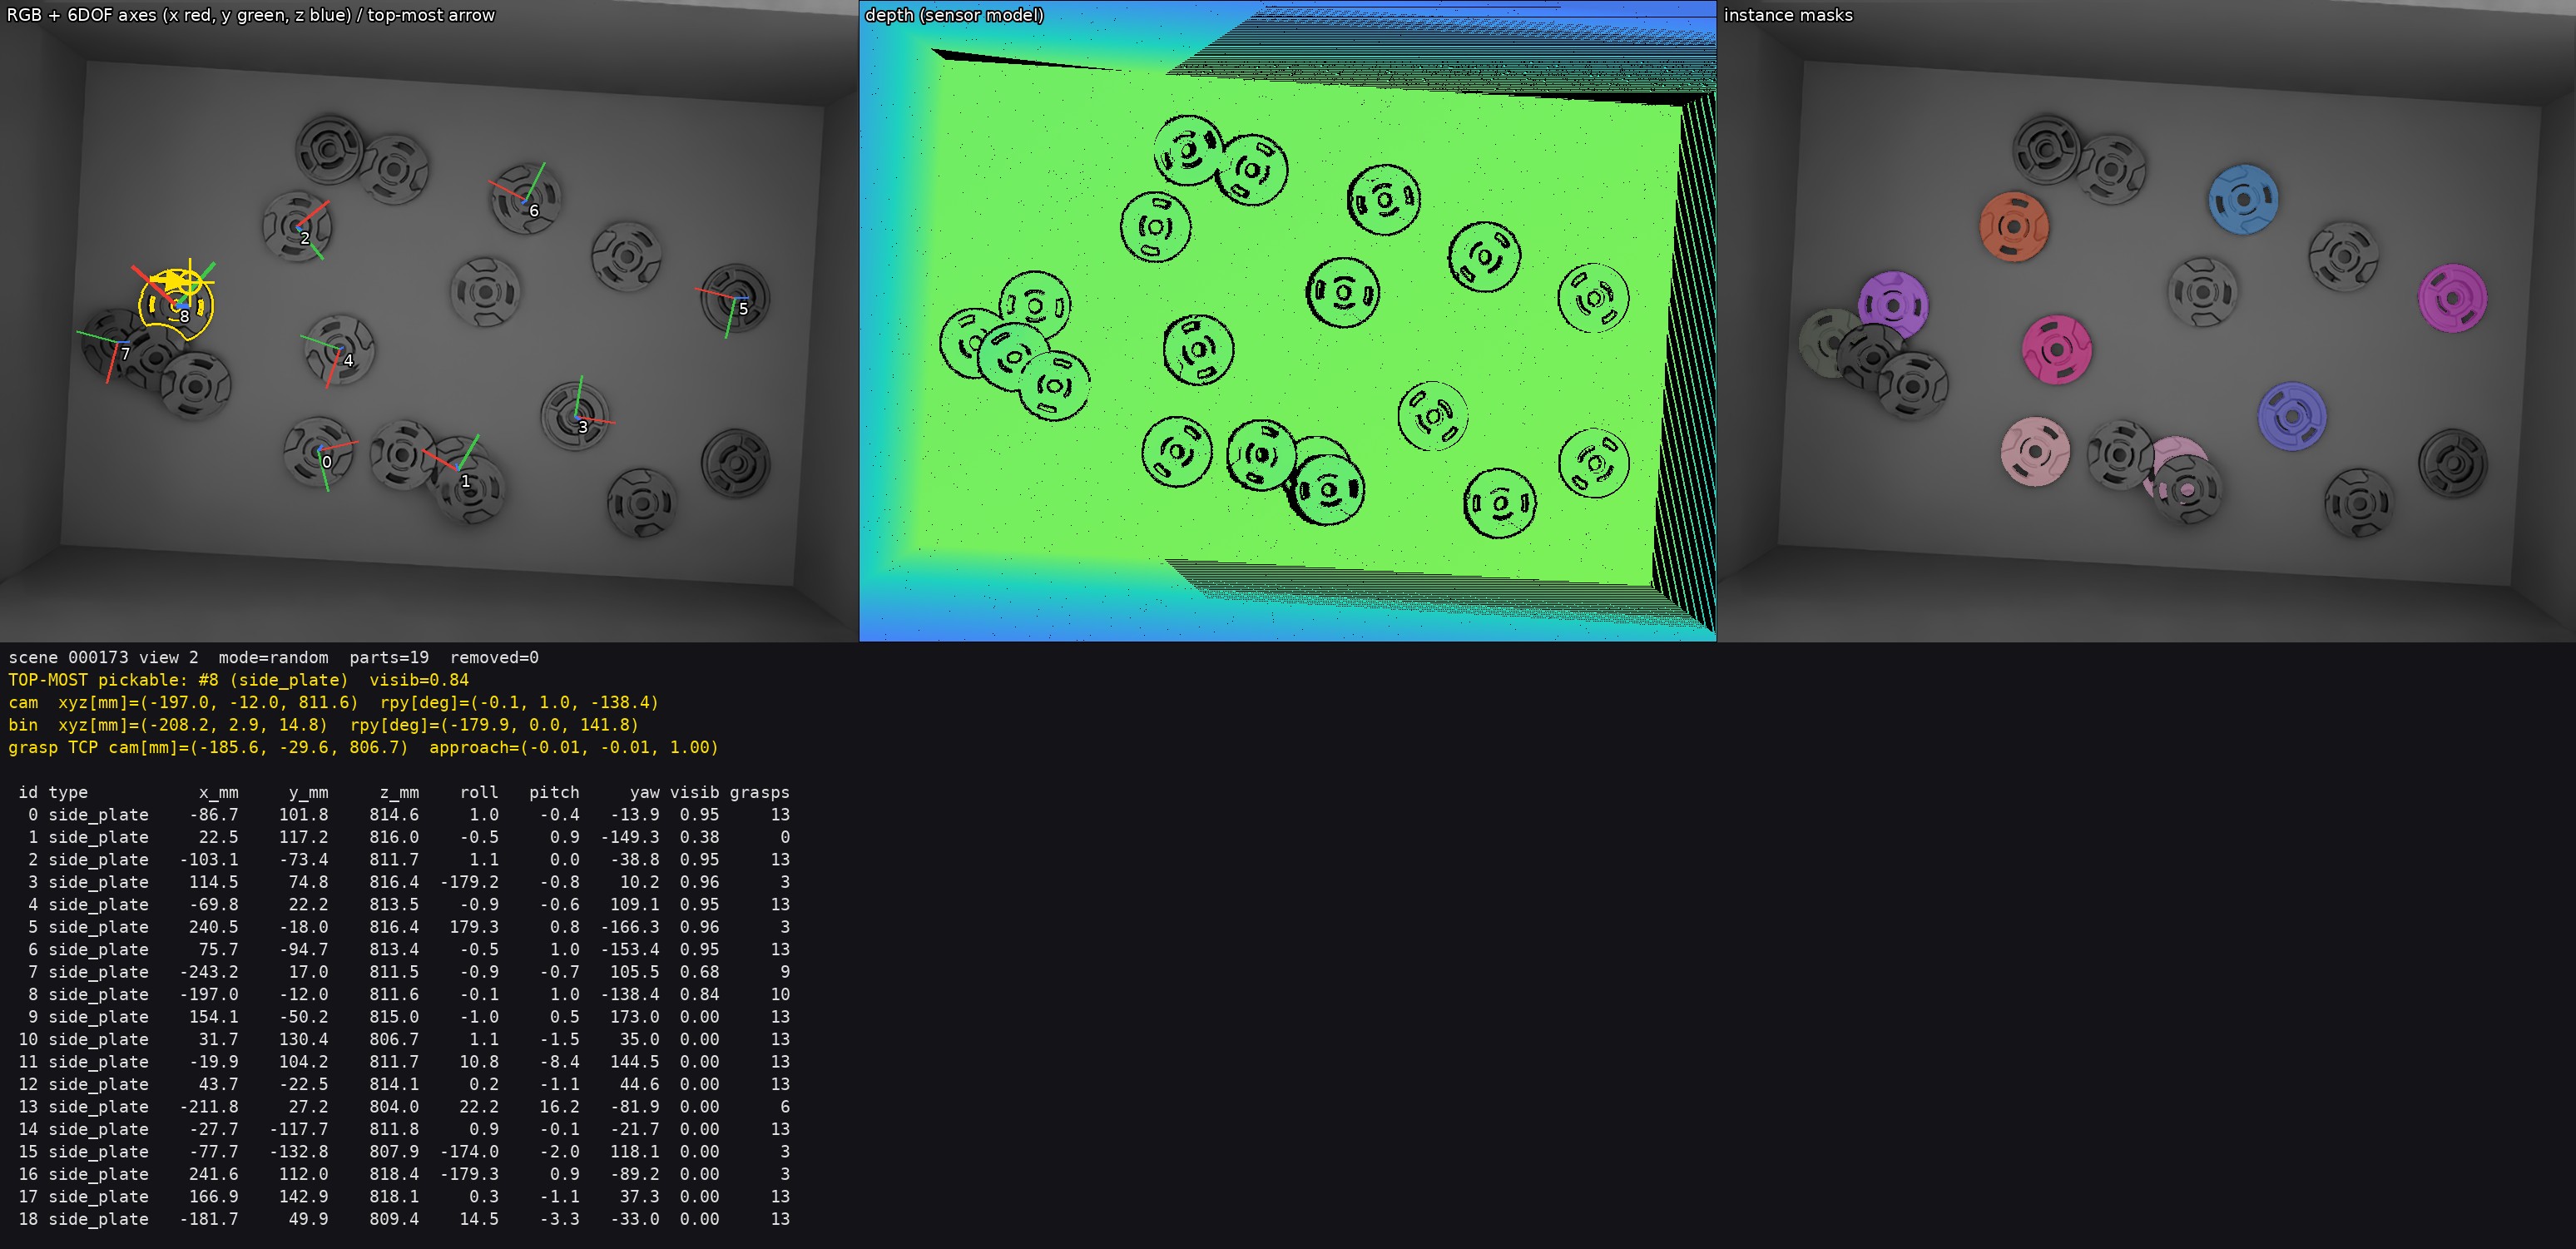 RGB + 6DOF axes (x red, y green, z blue) / top-most arrow
depth (sensor model)
instance masks
6
2
5
8
7
4
3
0
1
scene 000173 view 2  mode=random  parts=19  removed=0
TOP-MOST pickable: #8 (side_plate)  visib=0.84
cam  xyz[mm]=(-197.0, -12.0, 811.6)  rpy[deg]=(-0.1, 1.0, -138.4)
bin  xyz[mm]=(-208.2, 2.9, 14.8)  rpy[deg]=(-179.9, 0.0, 141.8)
grasp TCP cam[mm]=(-185.6, -29.6, 806.7)  approach=(-0.01, -0.01, 1.00)
id type x_mm y_mm z_mm roll pitch yaw visib grasps
0 side_plate -86.7 101.8 814.6 1.0 -0.4 -13.9 0.95 13
1 side_plate 22.5 117.2 816.0 -0.5 0.9 -149.3 0.38 0
2 side_plate -103.1 -73.4 811.7 1.1 0.0 -38.8 0.95 13
3 side_plate 114.5 74.8 816.4 -179.2 -0.8 10.2 0.96 3
4 side_plate -69.8 22.2 813.5 -0.9 -0.6 109.1 0.95 13
5 side_plate 240.5 -18.0 816.4 179.3 0.8 -166.3 0.96 3
6 side_plate 75.7 -94.7 813.4 -0.5 1.0 -153.4 0.95 13
7 side_plate -243.2 17.0 811.5 -0.9 -0.7 105.5 0.68 9
8 side_plate -197.0 -12.0 811.6 -0.1 1.0 -138.4 0.84 10
9 side_plate 154.1 -50.2 815.0 -1.0 0.5 173.0 0.00 13
10 side_plate 31.7 130.4 806.7 1.1 -1.5 35.0 0.00 13
11 side_plate -19.9 104.2 811.7 10.8 -8.4 144.5 0.00 13
12 side_plate 43.7 -22.5 814.1 0.2 -1.1 44.6 0.00 13
13 side_plate -211.8 27.2 804.0 22.2 16.2 -81.9 0.00 6
14 side_plate -27.7 -117.7 811.8 0.9 -0.1 -21.7 0.00 13
15 side_plate -77.7 -132.8 807.9 -174.0 -2.0 118.1 0.00 3
16 side_plate 241.6 112.0 818.4 -179.3 0.9 -89.2 0.00 3
17 side_plate 166.9 142.9 818.1 0.3 -1.1 37.3 0.00 13
18 side_plate -181.7 49.9 809.4 14.5 -3.3 -33.0 0.00 13